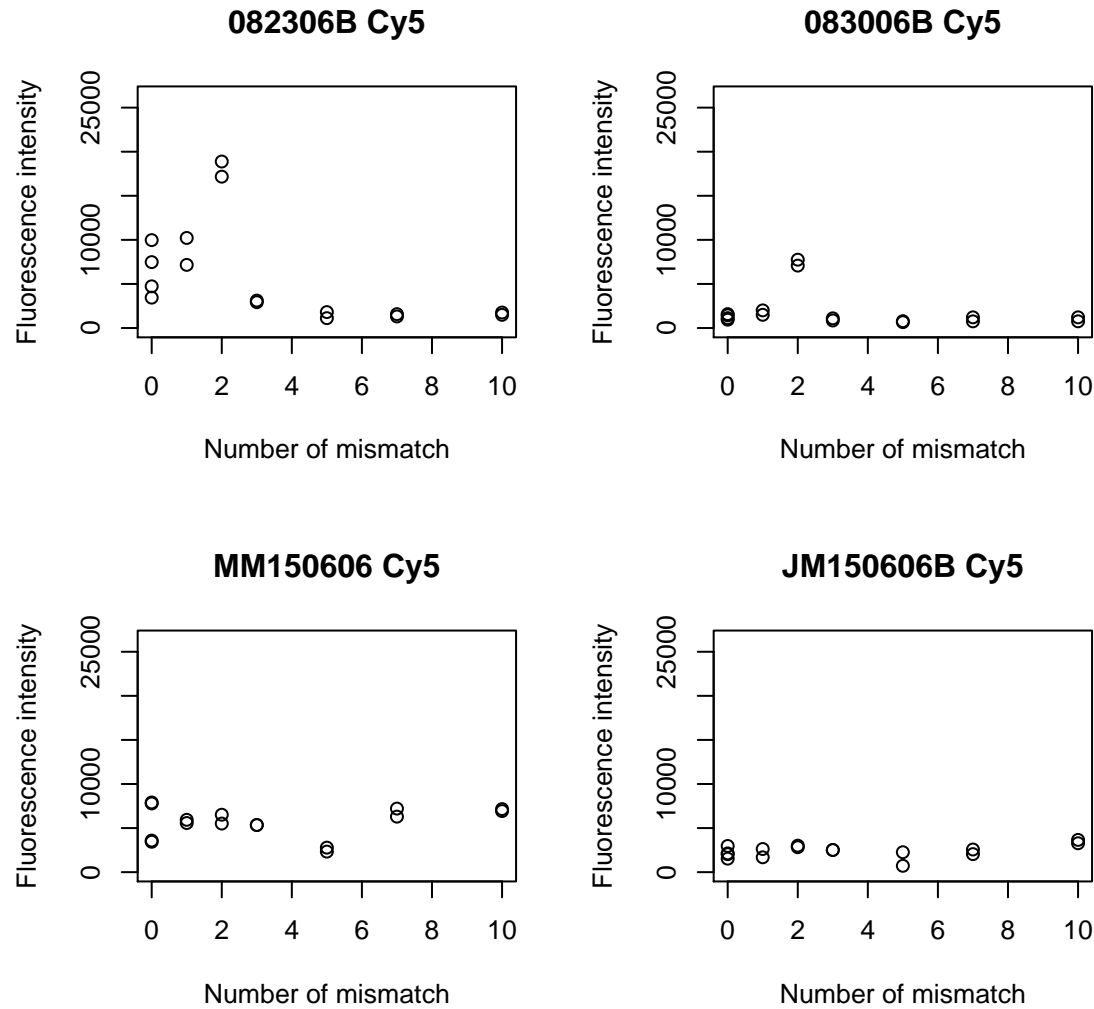 082306B Cy5
Fluorescence intensity
0 10000 25000
0 2 4 6 8 10
Number of mismatch
083006B Cy5
Fluorescence intensity
0 10000 25000
0 2 4 6 8 10
Number of mismatch
MM150606 Cy5
Fluorescence intensity
0 10000 25000
0 2 4 6 8 10
Number of mismatch
JM150606B Cy5
Fluorescence intensity
0 10000 25000
0 2 4 6 8 10
Number of mismatch